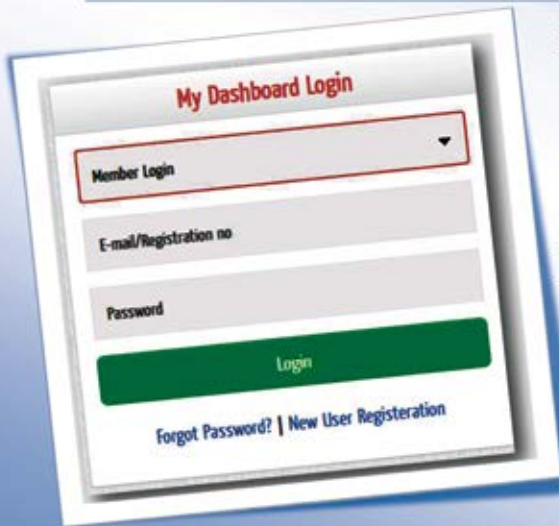 My Dashboard Login
Member Login
E-mail/Registration no
Password
Login
Forgot Password? | New User Registeration